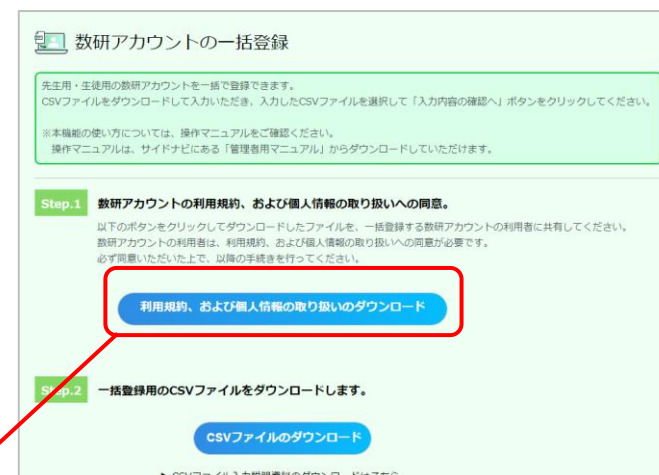 数研アカウントの一括登録
先生用・生徒用の数研アカウントを一括で登録できます。
CSVファイルをダウンロードして入力いただき、入力したCSVファイルを選択して「入力内容の確認へ」ボタンをクリックしてください。
※本機能の使い方については、操作マニュアルをご確認ください。
操作マニュアルは、サイドナビにある「管理者用マニュアル」からダウンロードしていただけます。
Step.1 数研アカウントの利用規約、および個人情報の取り扱いへの同意。
以下のボタンをクリックしてダウンロードしたファイルを、一括登録する数研アカウントの利用者に共有してください。
数研アカウントの利用者は、利用規約、および個人情報の取り扱いへの同意が必要です。
必ず同意いただいた上で、以降の手続きを行ってください。
利用規約、および個人情報の取り扱いのダウンロード
Step.2 一括登録用のCSVファイルをダウンロードします。
CSVファイルのダウンロード